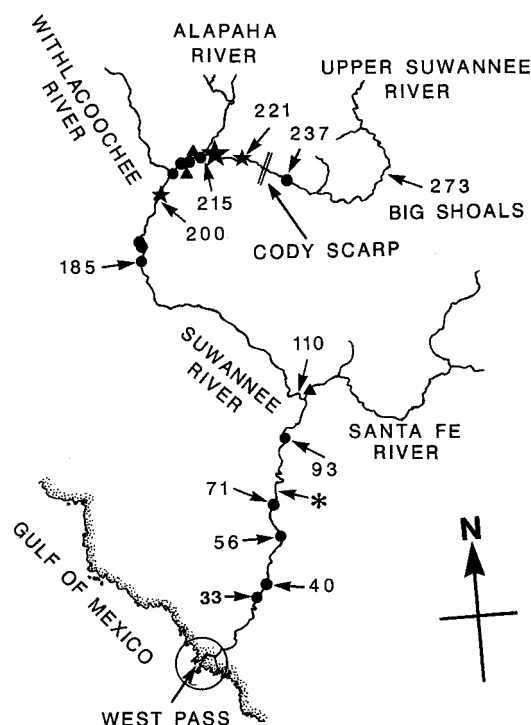 ALAPAHA
RIVER
WITHLACOOCHEE
RIVER
UPPER SUWANNEE
RIVER
221
237
273
BIG SHOALS
215
200
CODY SCARP
185
110
SUWANNEE
RIVER
SANTA FE
RIVER
93
71
*
56
40
33
GULF OF MEXICO
N
WEST PASS